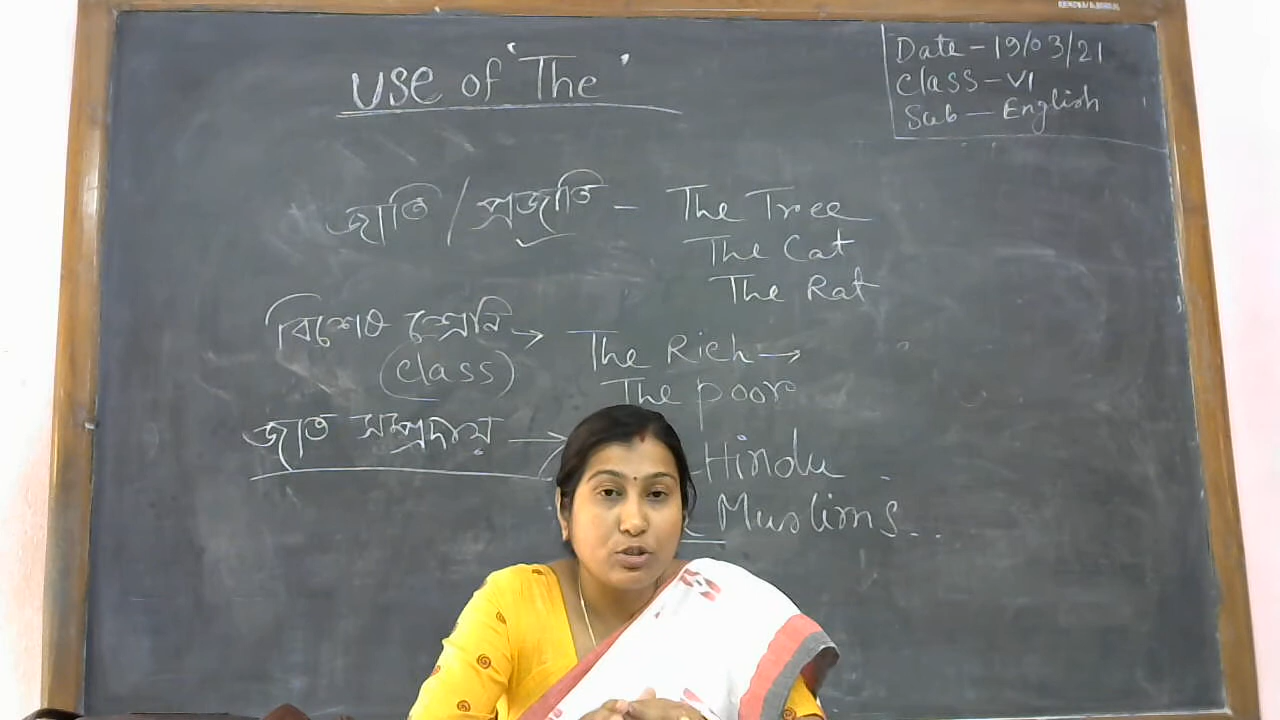 use of 'The'
Date - 19/03/21
Class - VI
Sub - English
জাতি / প্রজাতি - The Tree
The Cat
The Rat
বিশেষ শ্রেনি → The Rich →
(class) The poor
জাত সম্প্রদায় → Hindu
Muslims...